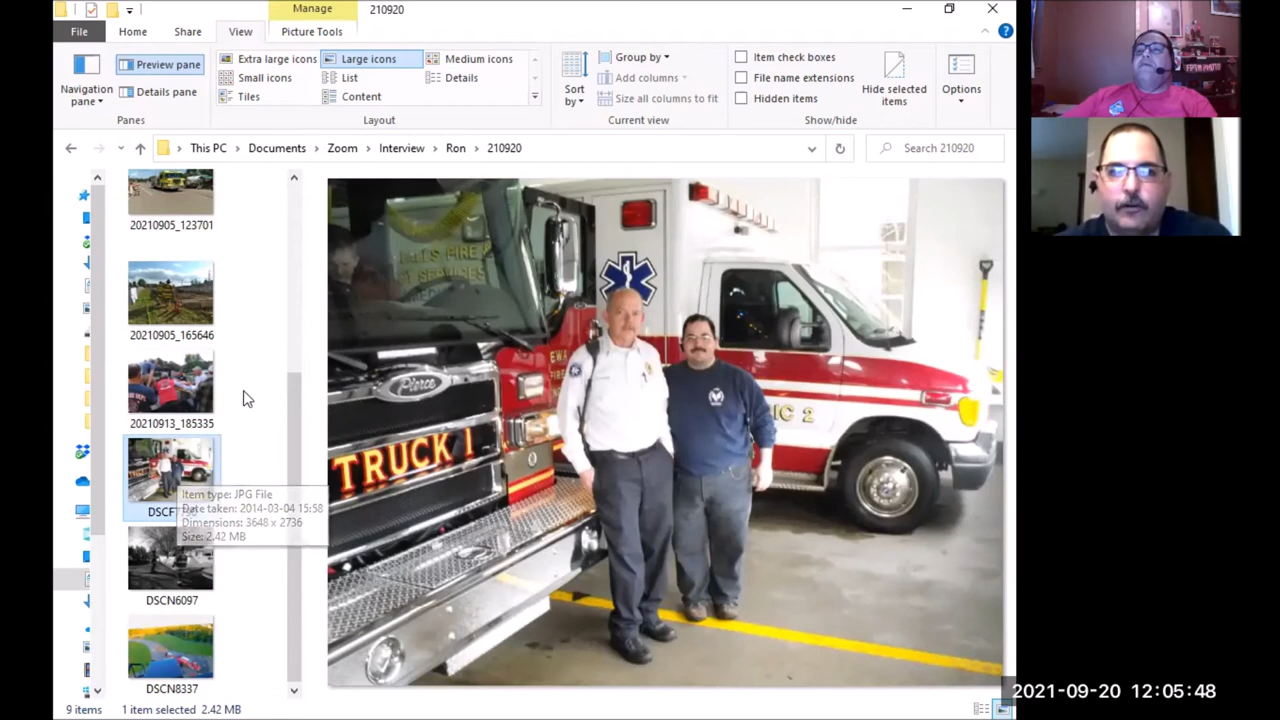 Manage
210920
File
Home
Share
View
Picture Tools
Navigation pane
Preview pane
Details pane
Panes
Extra large icons
Large icons
Medium icons
Small icons
List
Details
Tiles
Content
Layout
Sort by
Group by
Add columns
Size all columns to fit
Current view
Item check boxes
File name extensions
Hidden items
Hide selected items
Show/hide
Options
This PC > Documents > Zoom > Interview > Ron > 210920
Search 210920
20210905_123701
20210905_165646
20210913_185335
Item type: JPG File
Date taken: 2014-03-04 15:58
Dimensions: 3648 x 2736
Size: 2.42 MB
DSCN6097
DSCN8337
Pierce
TRUCK 1
IC 2
9 items
1 item selected 2.42 MB
2021-09-20 12:05:48